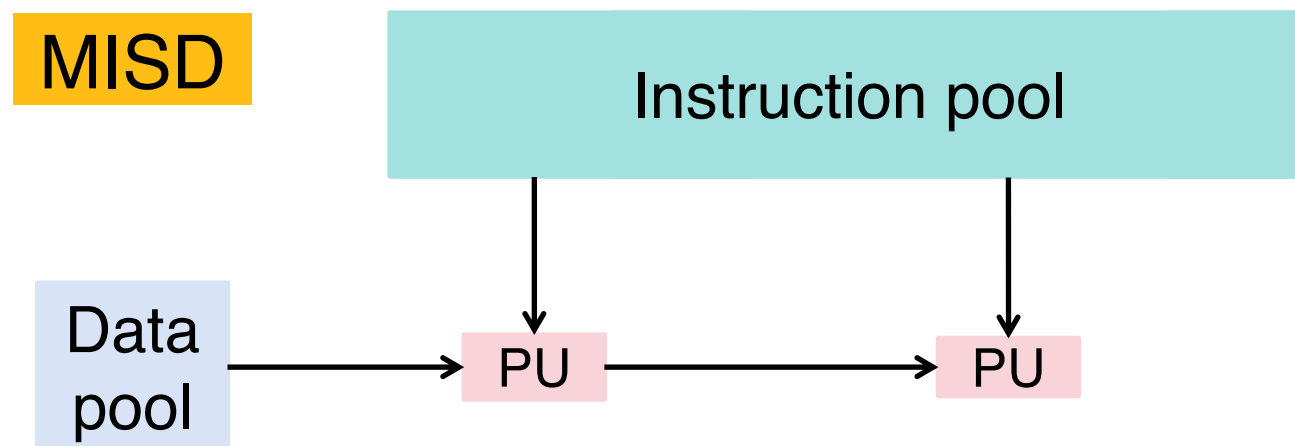 MISD
Instruction pool
Data
pool
PU
PU